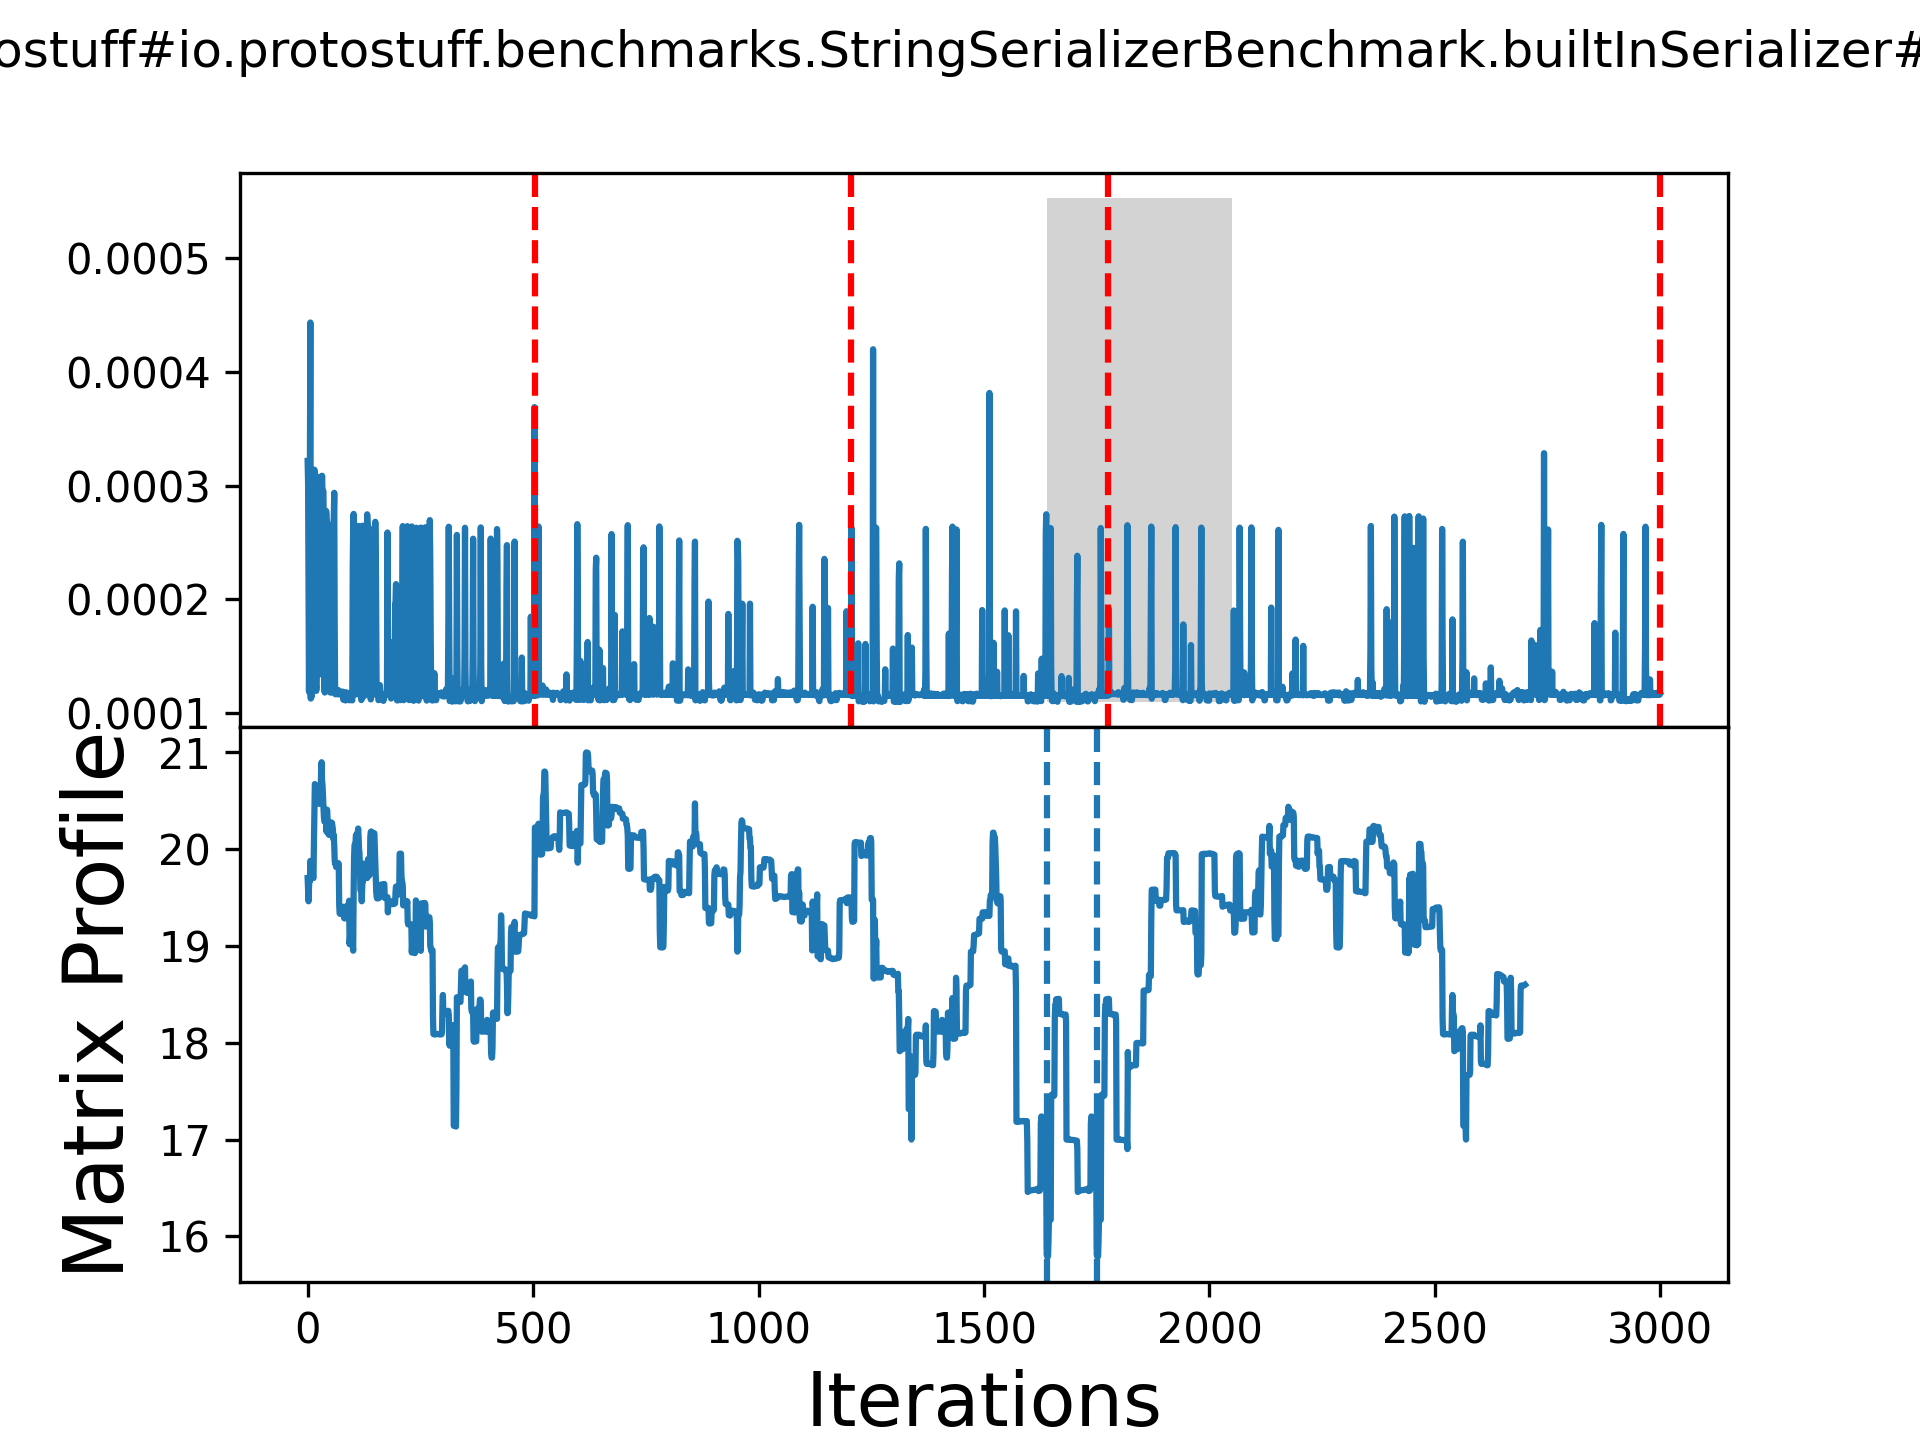 ostuff#io.protostuff.benchmarks.StringSerializerBenchmark.builtInSerializer#
0.0005
0.0004
0.0003
0.0002
0.0001
21
20
19
18
17
16
Matrix Profile
0 500 1000 1500 2000 2500 3000
Iterations